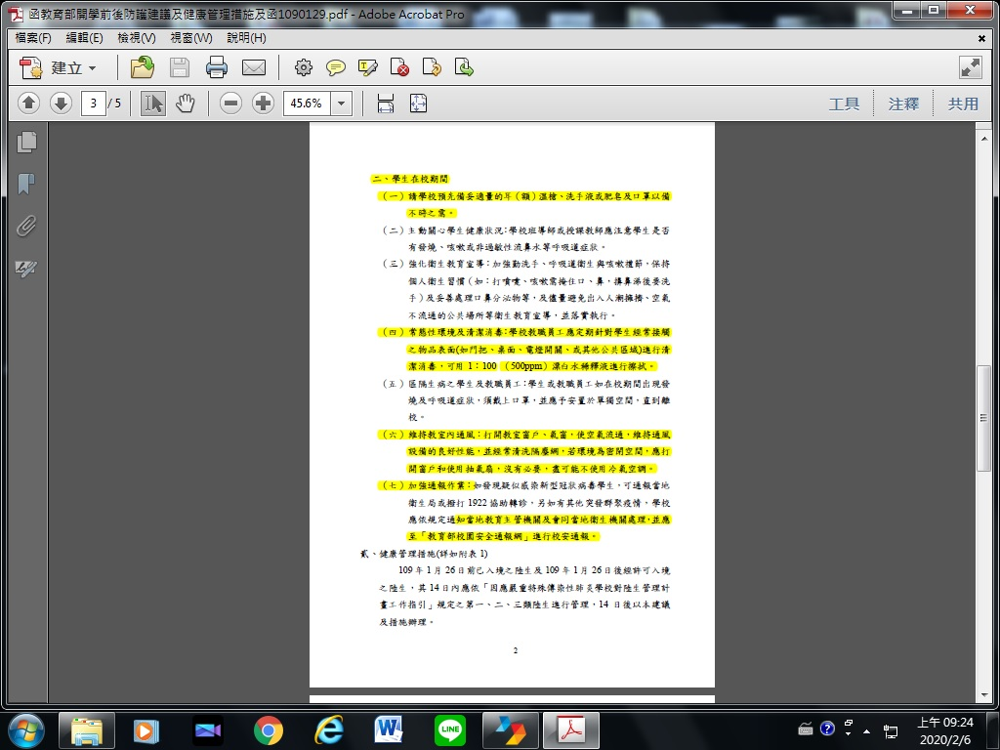 函教育部開學前後防護建議及健康管理措施及函1090129.pdf - Adobe Acrobat Pro
檔案(F) 編輯(E) 檢視(V) 視窗(W) 說明(H)
建立
3 / 5 45.6% 工具 注釋 共用
二、學生在校期間
（一）請學校預先備妥適量的耳（額）溫槍、洗手液或肥皂及口罩以備
不時之需。
（二）主動關心學生健康狀況：學校班導師或授課教師應注意學生是否
有發燒、咳嗽或非過敏性流鼻水等呼吸道症狀。
（三）強化衛生教育宣導：加強勤洗手、呼吸道衛生與咳嗽禮節，保持
個人衛生習慣（如：打噴嚏、咳嗽需掩住口、鼻，擤鼻涕後要洗
手）及妥善處理口鼻分泌物等，及儘量避免出入人潮擁擠、空氣
不流通的公共場所等衛生教育宣導，並落實執行。
（四）常態性環境及清潔消毒：學校教職員工應定期針對學生經常接觸
之物品表面(如門把、桌面、電燈開關、或其他公共區域)進行清
潔消毒，可用 1：100 （500ppm）漂白水稀釋液進行擦拭。
（五）區隔生病之學生及教職員工：學生或教職員工如在校期間出現發
燒及呼吸道症狀，須戴上口罩，並應予安置於單獨空間，直到離
校。
（六）維持教室內通風：打開教室窗戶、氣窗，使空氣流通，維持通風
設備的良好性能，並經常清洗隔塵網，若環境為密閉空間，應打
開窗戶和使用抽氣扇，沒有必要，盡可能不使用冷氣空調。
（七）加強通報作業：如發現疑似感染新型冠狀病毒學生，可通報當地
衛生局或撥打 1922 協助轉診，另如有其他突發群聚疫情，學校
應依規定通知當地教育主管機關及會同當地衛生機關處理，並應
至「教育部校園安全通報網」進行校安通報。
貳、健康管理措施(詳如附表 1)
109 年 1 月 26 日前已入境之陸生及 109 年 1 月 26 日後經許可入境
之陸生，其 14 日內應依「因應嚴重特殊傳染性肺炎學校對陸生管理計
畫工作指引」規定之第一、二、三類陸生進行管理，14 日後以本建議
及措施辦理。
2
LINE
上午 09:24
2020/2/6